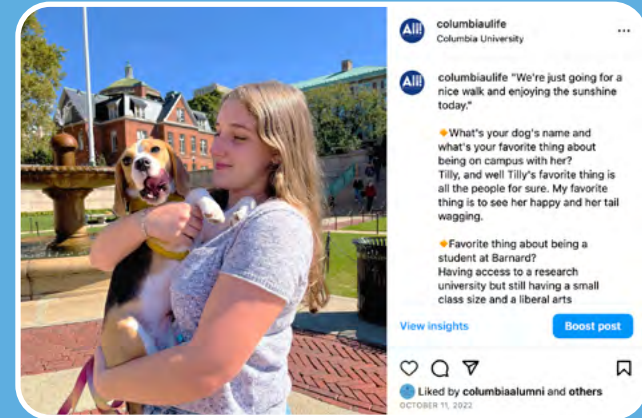 All!
columbiaulife
Columbia University
All!
columbiaulife "We're just going for a
nice walk and enjoying the sunshine
today."
🔸What's your dog's name and
what's your favorite thing about
being on campus with her?
Tilly, and well Tilly's favorite thing is
all the people for sure. My favorite
thing is to see her happy and her tail
wagging.
🔸Favorite thing about being a
student at Barnard?
Having access to a research
university but still having a small
class size and a liberal arts
View insights
Boost post
Liked by columbiaalumni and others
OCTOBER 11, 2022